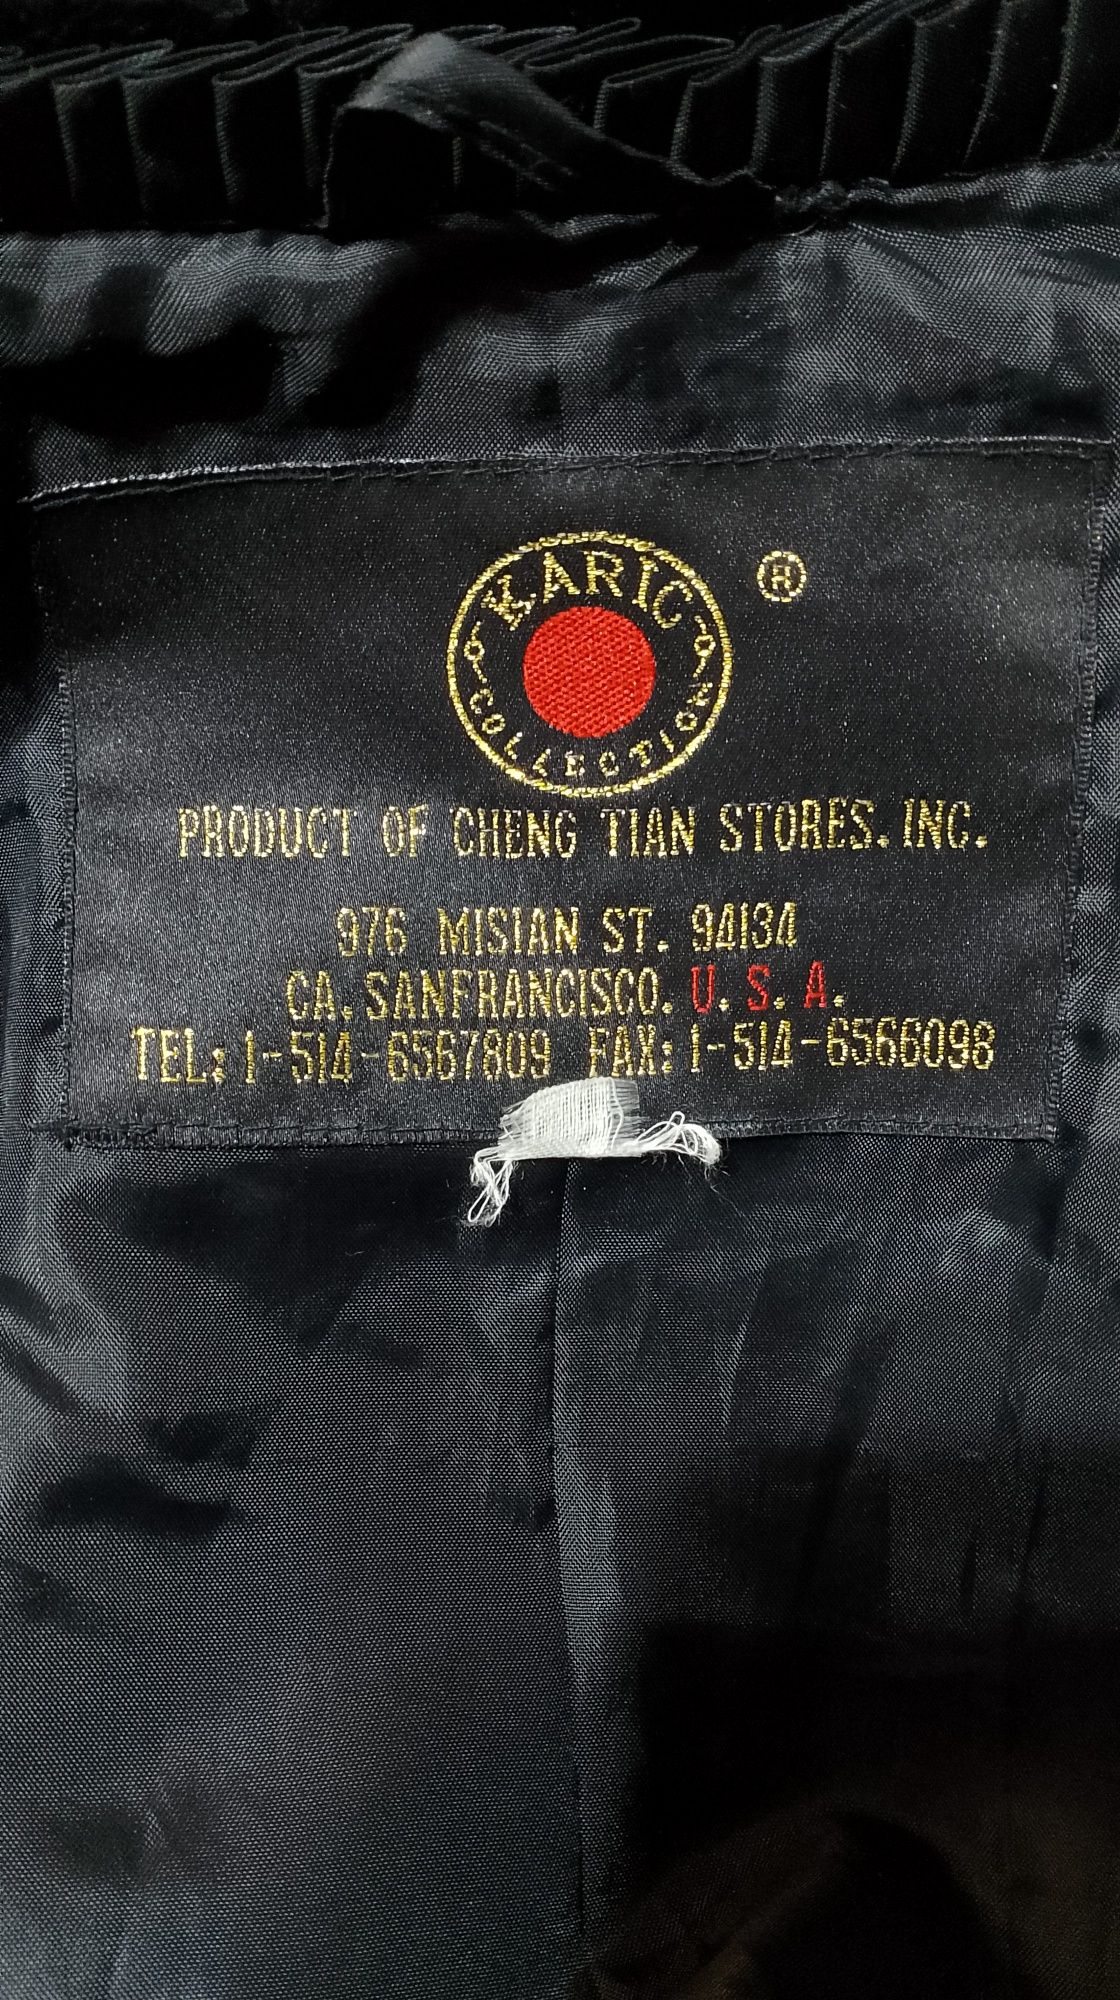 KARIC
COLLECTION
®
PRODUCT OF CHENG TIAN STORES. INC.
976 MISIAN ST. 94134
CA. SANFRANCISCO. U. S. A.
TEL: 1-514-6567809 FAX: 1-514-6566098